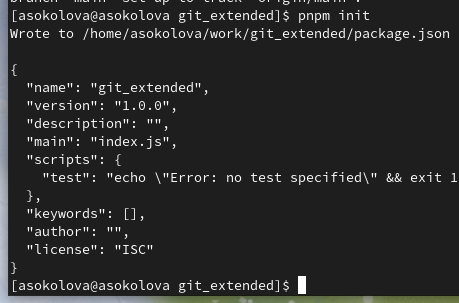 [asokolova@asokolova git_extended]$ pnpm init
Wrote to /home/asokolova/work/git_extended/package.json
{
"name": "git_extended",
"version": "1.0.0",
"description": "",
"main": "index.js",
"scripts": {
"test": "echo \"Error: no test specified\" && exit 1
},
"keywords": [],
"author": "",
"license": "ISC"
}
[asokolova@asokolova git_extended]$